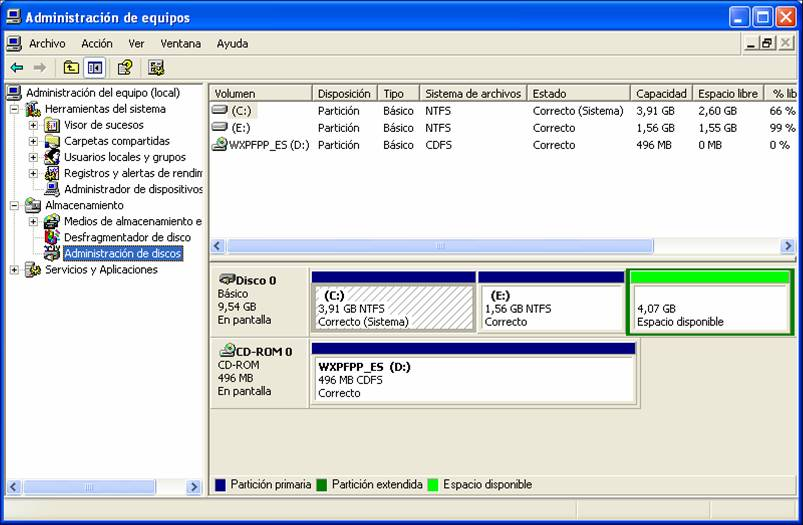 Administración de equipos
Archivo Acción Ver Ventana Ayuda
Administración del equipo (local)
Herramientas del sistema
Visor de sucesos
Carpetas compartidas
Usuarios locales y grupos
Registros y alertas de rendim
Administrador de dispositivos
Almacenamiento
Medios de almacenamiento e
Desfragmentador de disco
Administración de discos
Servicios y Aplicaciones
Volumen Disposición Tipo Sistema de archivos Estado Capacidad Espacio libre % lib
(C:) Partición Básico NTFS Correcto (Sistema) 3,91 GB 2,60 GB 66 %
(E:) Partición Básico NTFS Correcto 1,56 GB 1,55 GB 99 %
WXPFPP_ES (D:) Partición Básico CDFS Correcto 496 MB 0 MB 0 %
Disco 0
Básico
9,54 GB
En pantalla
(C:)
3,91 GB NTFS
Correcto (Sistema)
(E:)
1,56 GB NTFS
Correcto
4,07 GB
Espacio disponible
CD-ROM 0
CD-ROM
496 MB
En pantalla
WXPFPP_ES (D:)
496 MB CDFS
Correcto
Partición primaria Partición extendida Espacio disponible